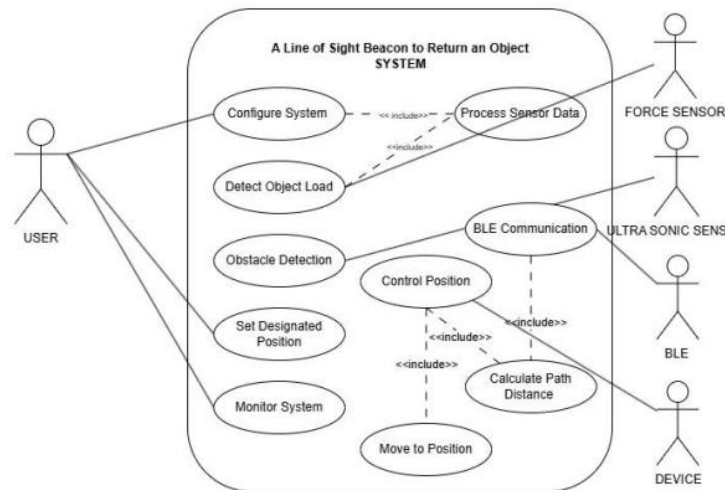 A Line of Sight Beacon to Return an Object
SYSTEM
Configure System
<< include>>
Process Sensor Data
FORCE SENSOR
<<include>>
Detect Object Load
USER
BLE Communication
ULTRA SONIC SENS
Obstacle Detection
Control Position
Set Designated
Position
<<include>>
<<include>>
<<include>>
BLE
Monitor System
Calculate Path
Distance
Move to Position
DEVICE